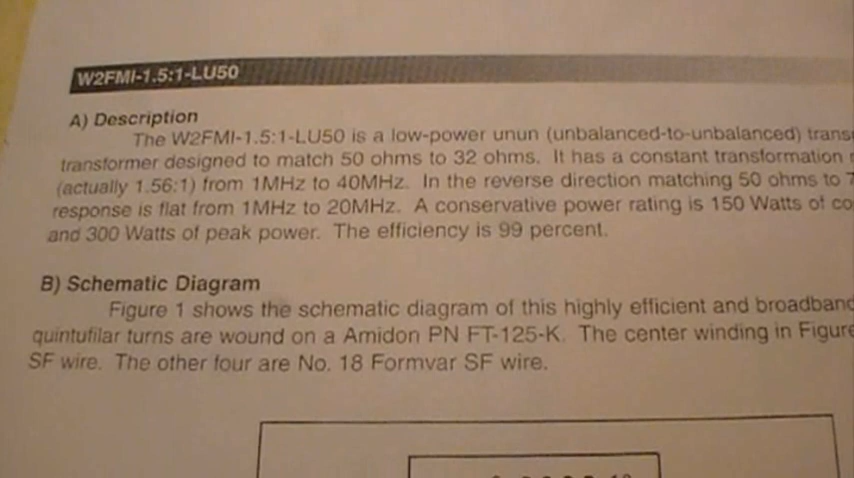 W2FMI-1.5:1-LU50
A) Description
The W2FMI-1.5:1-LU50 is a low-power unun (unbalanced-to-unbalanced)
transformer designed to match 50 ohms to 32 ohms. It has a constant transformation
(actually 1.56:1) from 1MHz to 40MHz. In the reverse direction matching 50 ohms to
response is flat from 1MHz to 20MHz. A conservative power rating is 150 Watts of
and 300 Watts of peak power. The efficiency is 99 percent.
B) Schematic Diagram
Figure 1 shows the schematic diagram of this highly efficient and
quintufilar turns are wound on a Amidon PN FT-125-K. The center winding in Figure
SF wire. The other four are No. 18 Formvar SF wire.